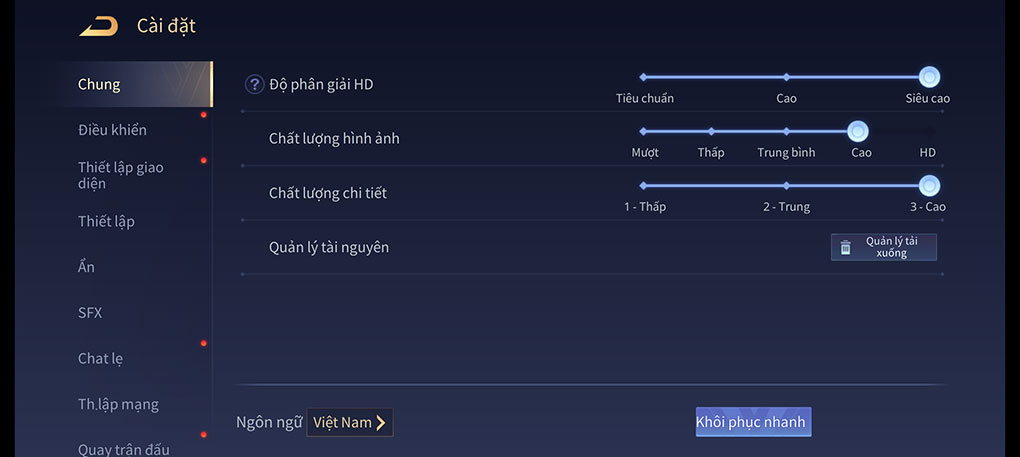 Cài đặt
Chung
Điều khiển
Thiết lập giao
diện
Thiết lập
Ẩn
SFX
Chat lẹ
Th.lập mạng
Quay trận đấu
? Độ phân giải HD
Tiêu chuẩn Cao Siêu cao
Chất lượng hình ảnh
Mượt Thấp Trung bình Cao HD
Chất lượng chi tiết
1 - Thấp 2 - Trung 3 - Cao
Quản lý tài nguyên
Quản lý tải
xuống
Ngôn ngữ Việt Nam
Khôi phục nhanh